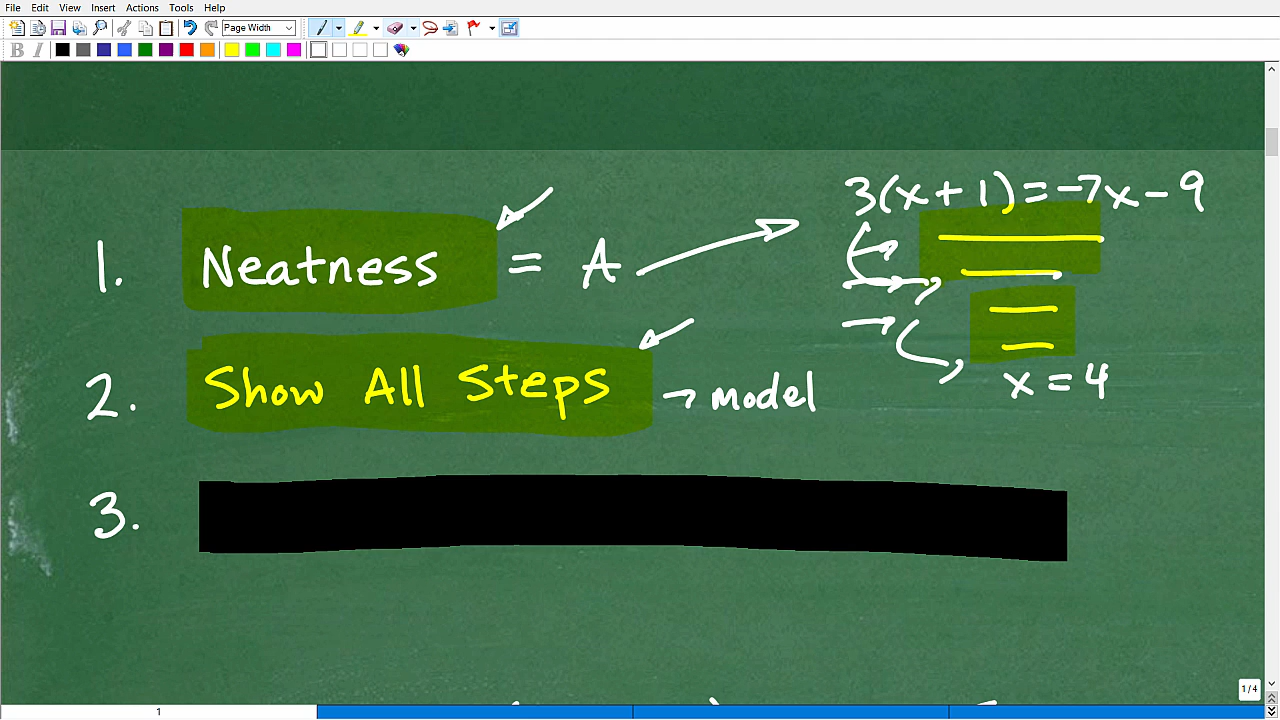 File Edit View Insert Actions Tools Help
Page Width
B I
3(x + 1) = -7x - 9
1. Neatness = A
2. Show All Steps → model
x = 4
3.
1/4
1